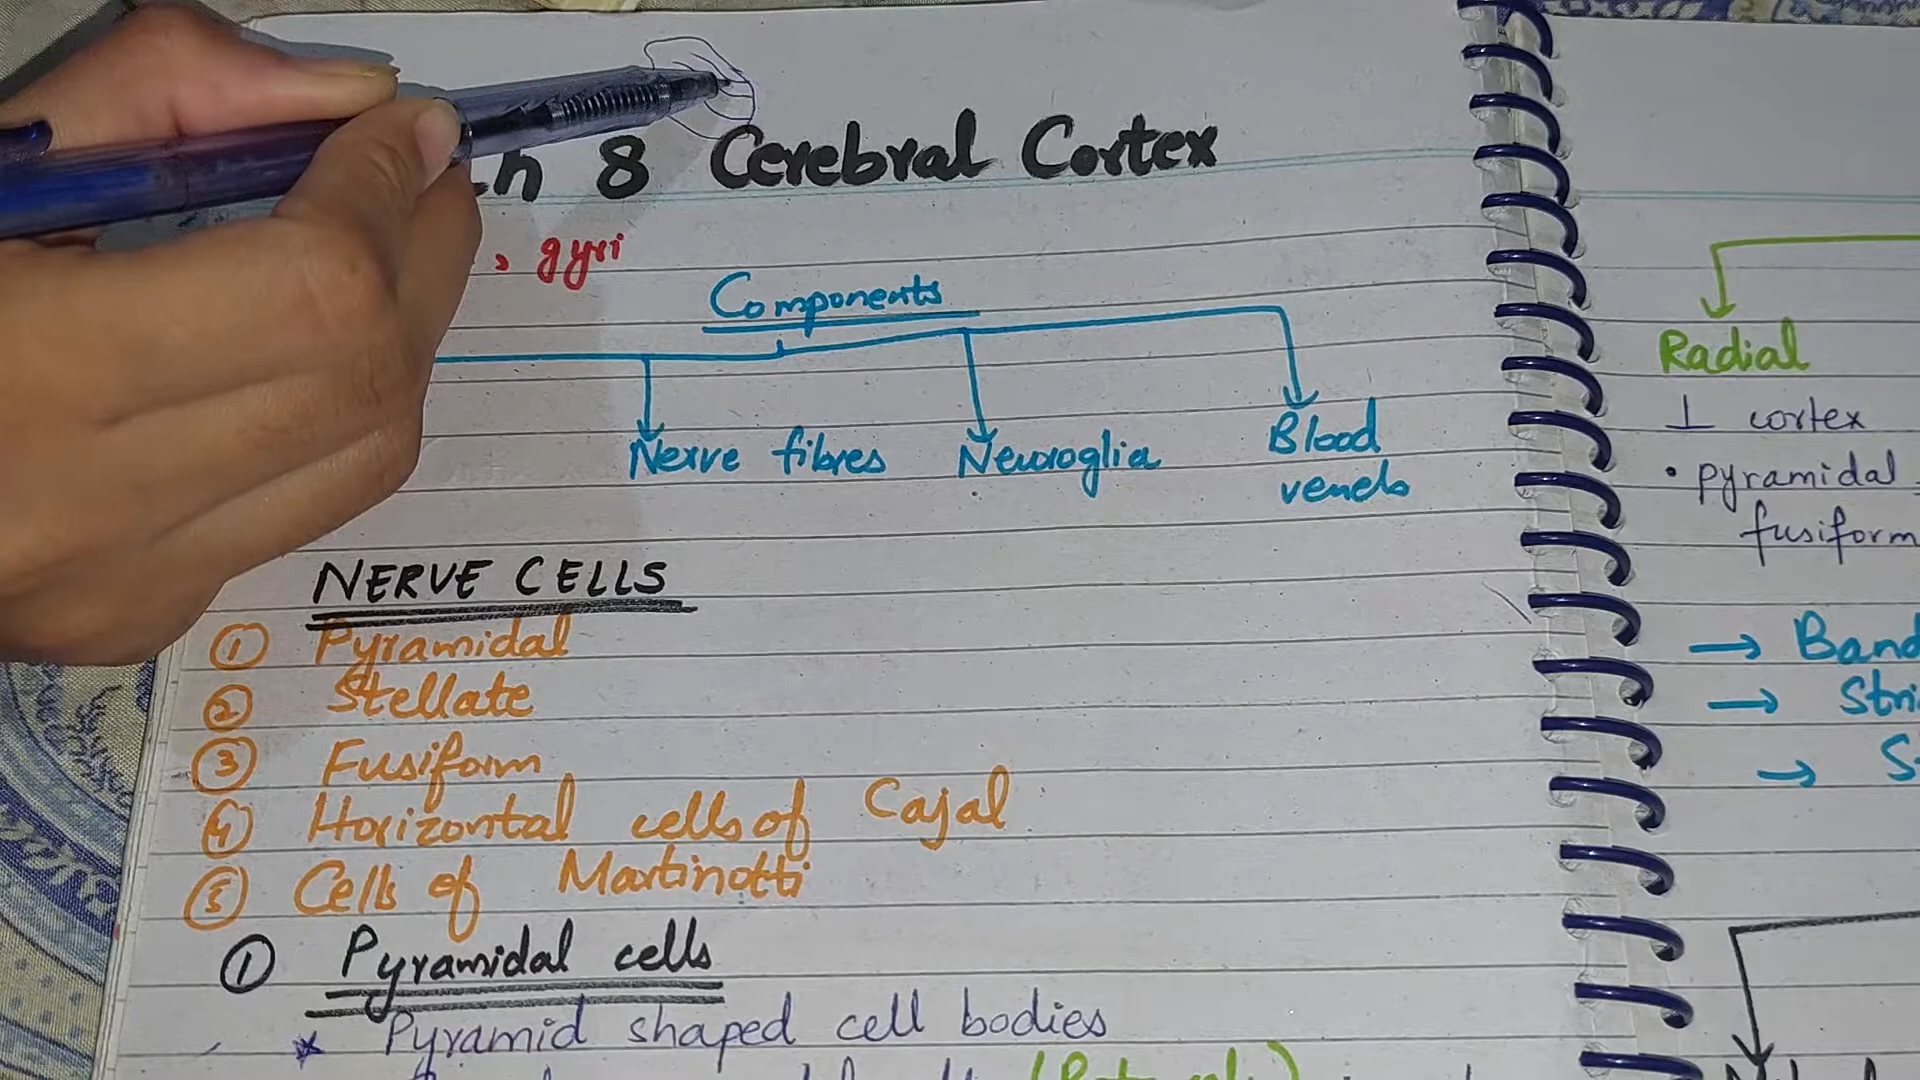 8 Cerebral Cortex
, gyri
Components
Nerve fibres Neuroglia Blood vessels
NERVE CELLS
① Pyramidal
② Stellate
③ Fusiform
④ Horizontal cells of Cajal
⑤ Cells of Martinotti
① Pyramidal cells
* Pyramid shaped cell bodies
Radial
⊥ cortex
• pyramidal
fusiform
→ Band
→
→